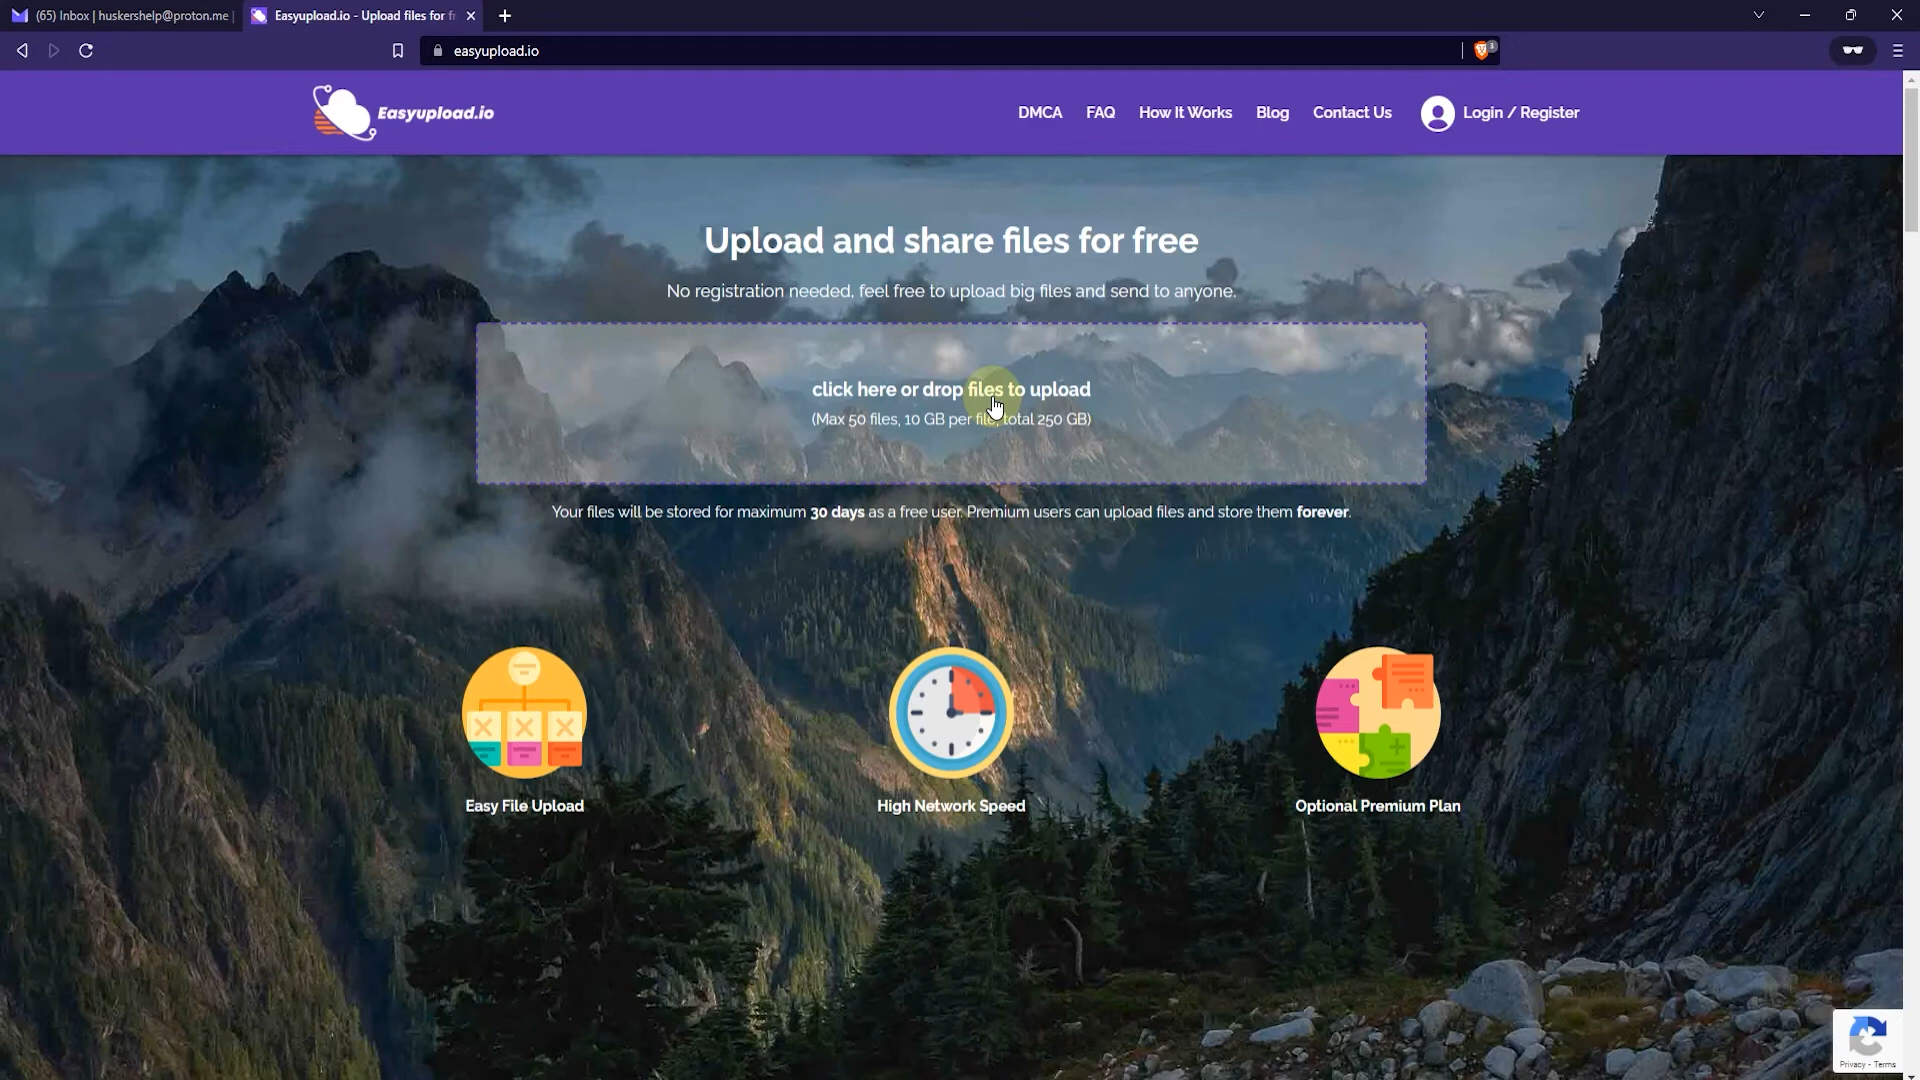 (65) Inbox | huskershelp@proton.me
Easyupload.io - Upload files for f
easyupload.io
3
Easyupload.io
DMCA
FAQ
How It Works
Blog
Contact Us
Login / Register
Upload and share files for free
No registration needed, feel free to upload big files and send to anyone.
click here or drop files to upload
(Max 50 files, 10 GB per file, total 250 GB)
Your files will be stored for maximum 30 days as a free user. Premium users can upload files and store them forever.
Easy File Upload
High Network Speed
Optional Premium Plan
Privacy - Terms